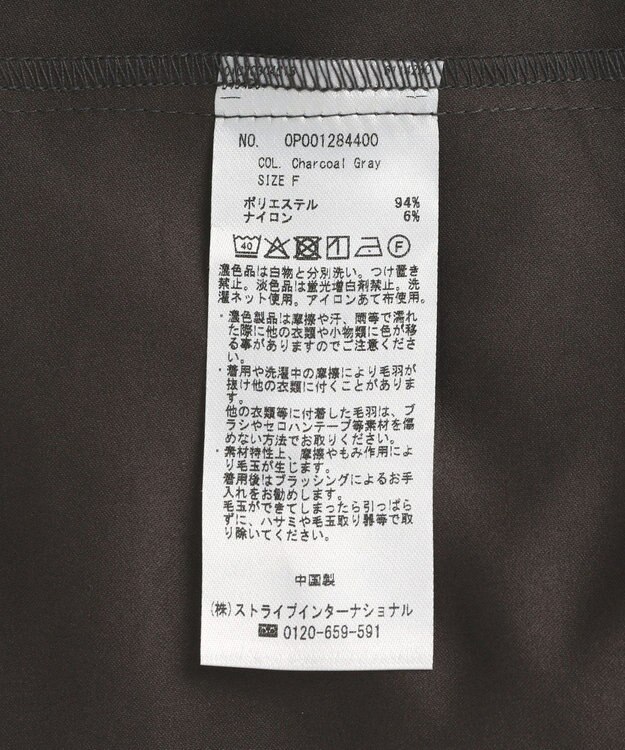 NO. OP001284400
COL. Charcoal Gray
SIZE F
ポリエステル 94%
ナイロン 6%
40
F
濃色品は白物と分別洗い。つけ置き
禁止。淡色品は蛍光増白剤禁止。洗
濯ネット使用。アイロンあて布使用。
・濃色製品は摩擦や汗、雨等で濡れ
た際に他の衣類や小物類に色が移
る事がありますのでご注意くださ
い。
・着用や洗濯中の摩擦により毛羽が
抜け他の衣類に付くことがありま
す。
他の衣類等に付着した毛羽は、ブ
ラシやセロハンテープ等素材を傷
めない方法でお取りください。
・素材特性上、摩擦やもみ作用によ
り毛玉が生じます。
着用後はブラッシングによるお手
入れをお勧めします。
毛玉ができてしまったら引っぱら
ずに、ハサミや毛玉取り器等で取
り除いてください。
中国製
(株)ストライプインターナショナル
0120-659-591